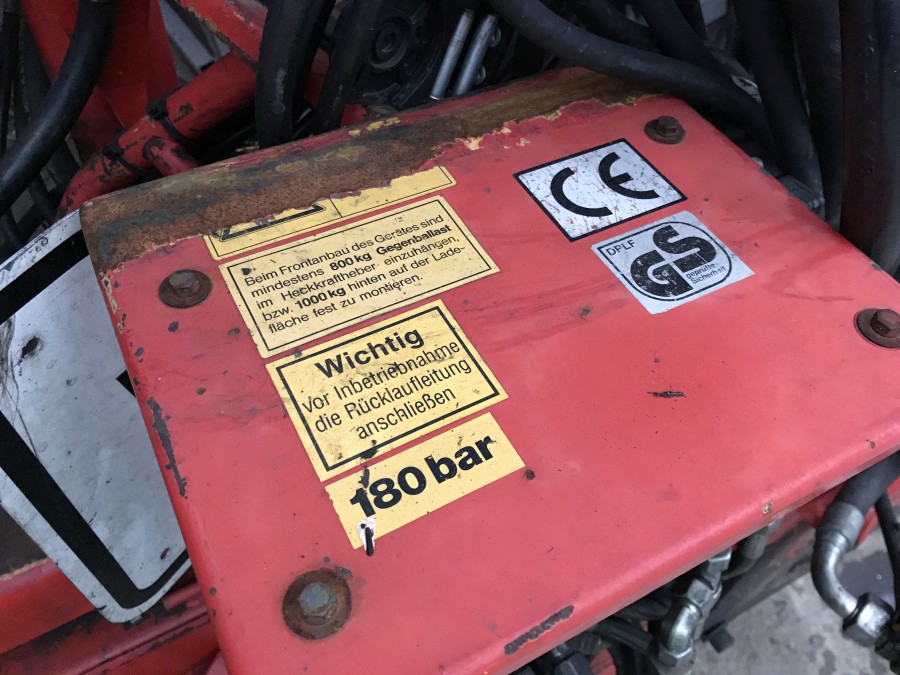 Beim Frontanbau des Gerätes sind
mindestens 800 kg Gegenballast
im Heckkraftheber einzuhängen,
bzw. 1000 kg hinten auf der Lade-
fläche fest zu montieren.
Wichtig
Vor Inbetriebnahme
die Rücklaufleitung
anschließen
180 bar
CE
DPLF
GS
geprüfte
Sicherheit